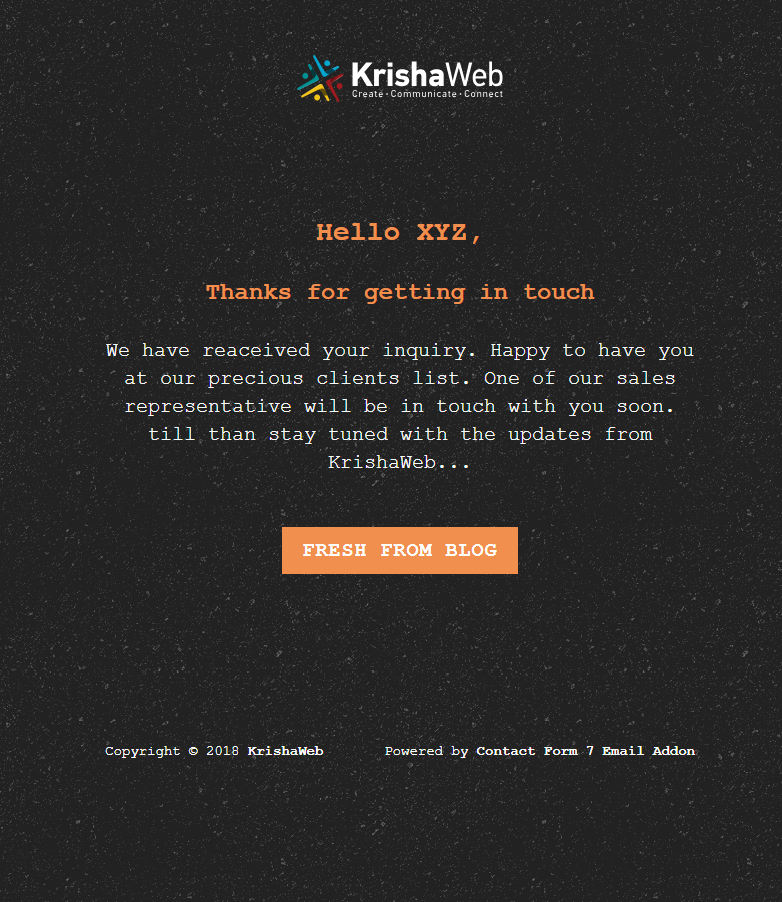 KrishaWeb
Create • Communicate • Connect
Hello XYZ,
Thanks for getting in touch
We have reaceived your inquiry. Happy to have you
at our precious clients list. One of our sales
representative will be in touch with you soon.
till than stay tuned with the updates from
KrishaWeb...
FRESH FROM BLOG
Copyright © 2018 KrishaWeb
Powered by Contact Form 7 Email Addon